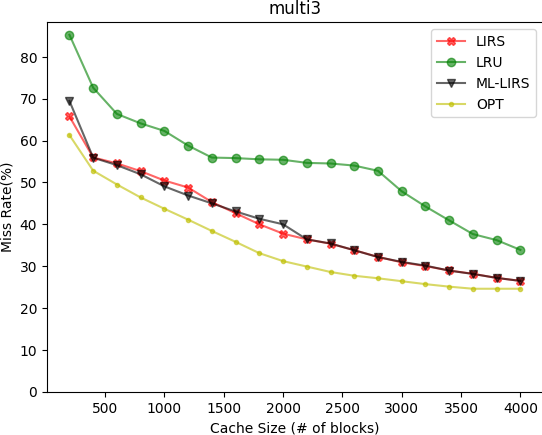 multi3
LIRS
LRU
ML-LIRS
OPT
Miss Rate(%)
80
70
60
50
40
30
20
10
0
500 1000 1500 2000 2500 3000 3500 4000
Cache Size (# of blocks)